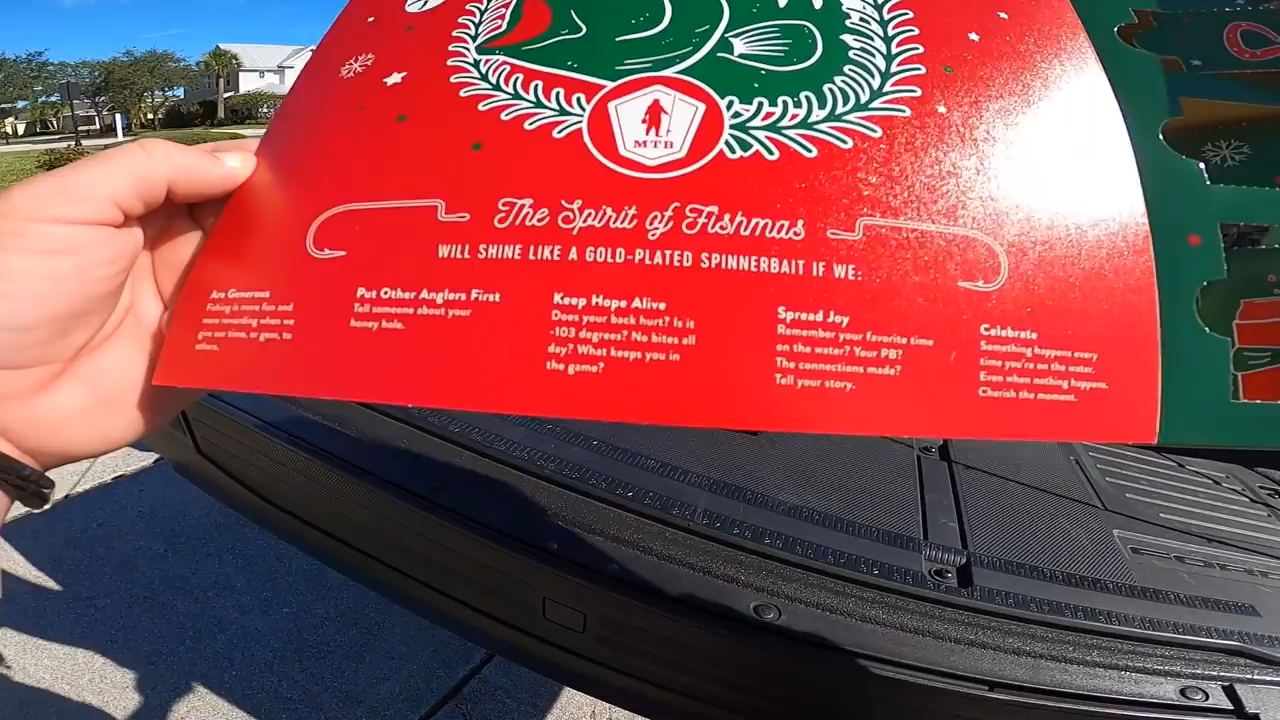 MTB
The Spirit of Fishmas
WILL SHINE LIKE A GOLD-PLATED SPINNERBAIT IF WE:
Are Generous
Fishing is more fun and
more rewarding when we
give our time, or gear, to
others.
Put Other Anglers First
Tell someone about your
honey hole.
Keep Hope Alive
Does your back hurt? Is it
-103 degrees? No bites all
day? What keeps you in
the game?
Spread Joy
Remember your favorite time
on the water? Your PB?
The connections made?
Tell your story.
Celebrate
Something happens every
time you're on the water.
Even when nothing happens.
Cherish the moment.